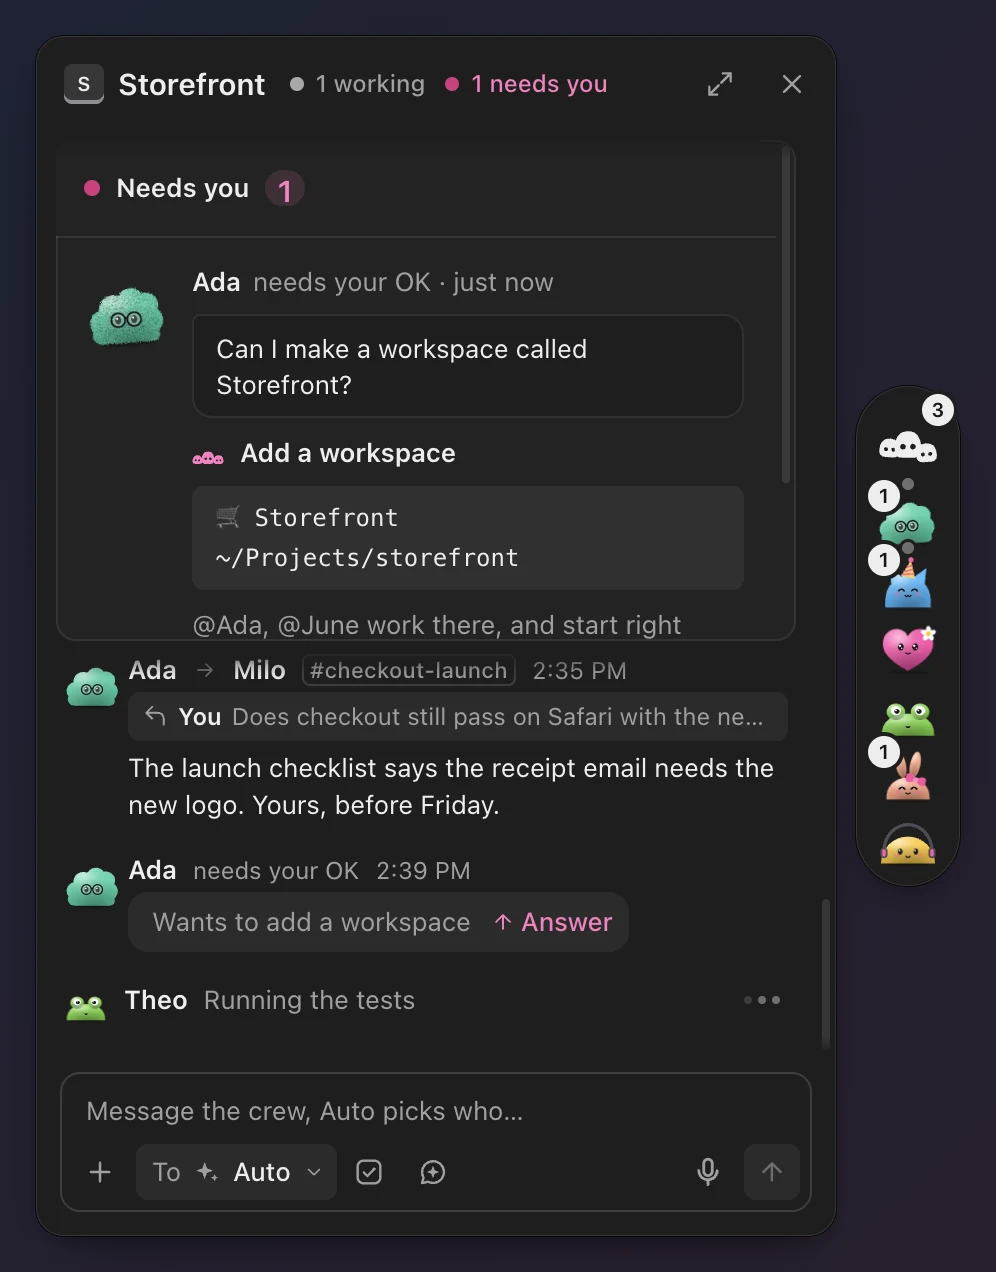 S Storefront 1 working 1 needs you
Needs you 1
Ada needs your OK · just now
Can I make a workspace called
Storefront?
Add a workspace
Storefront
~/Projects/storefront
@Ada, @June work there, and start right
Ada → Milo #checkout-launch 2:35 PM
You Does checkout still pass on Safari with the ne…
The launch checklist says the receipt email needs the
new logo. Yours, before Friday.
Ada needs your OK 2:39 PM
Wants to add a workspace ↑ Answer
Theo Running the tests
Message the crew, Auto picks who…
To Auto
3
1
1
1